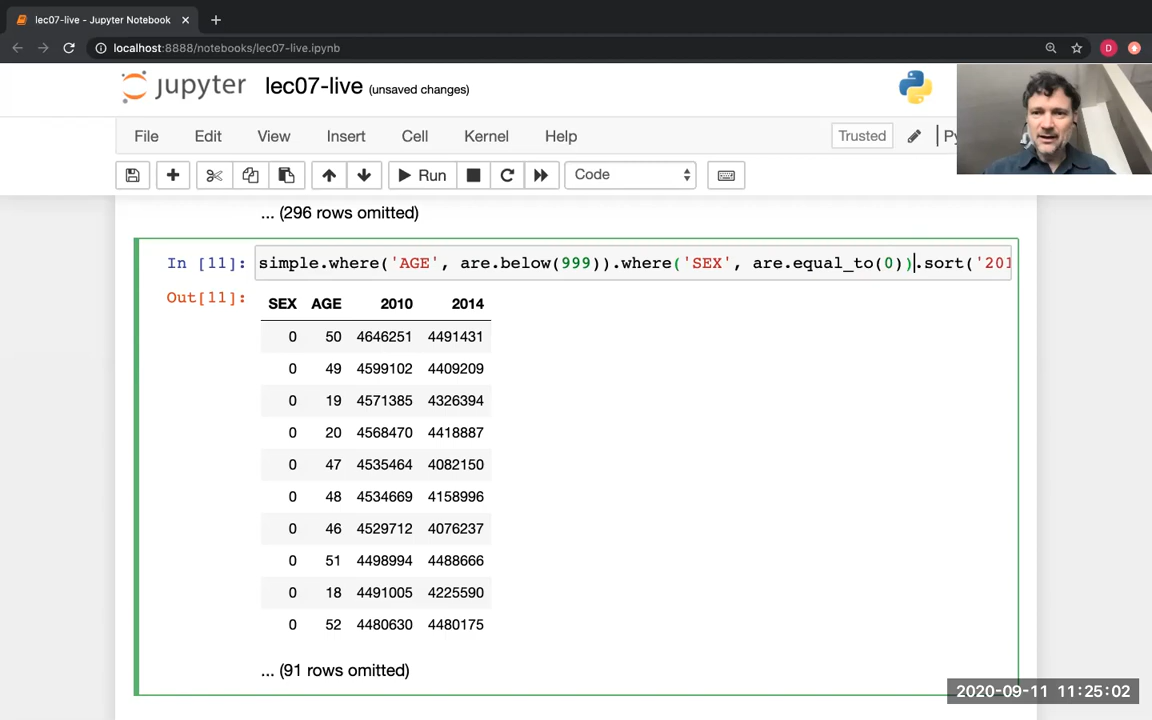 lec07-live - Jupyter Notebook
localhost:8888/notebooks/lec07-live.ipynb
D
jupyter lec07-live (unsaved changes)
File Edit View Insert Cell Kernel Help Trusted Py
Run Code
... (296 rows omitted)
In [11]: simple.where('AGE', are.below(999)).where('SEX', are.equal_to(0)).sort('201
Out[11]:
SEX AGE 2010 2014
0 50 4646251 4491431
0 49 4599102 4409209
0 19 4571385 4326394
0 20 4568470 4418887
0 47 4535464 4082150
0 48 4534669 4158996
0 46 4529712 4076237
0 51 4498994 4488666
0 18 4491005 4225590
0 52 4480630 4480175
... (91 rows omitted)
2020-09-11 11:25:02